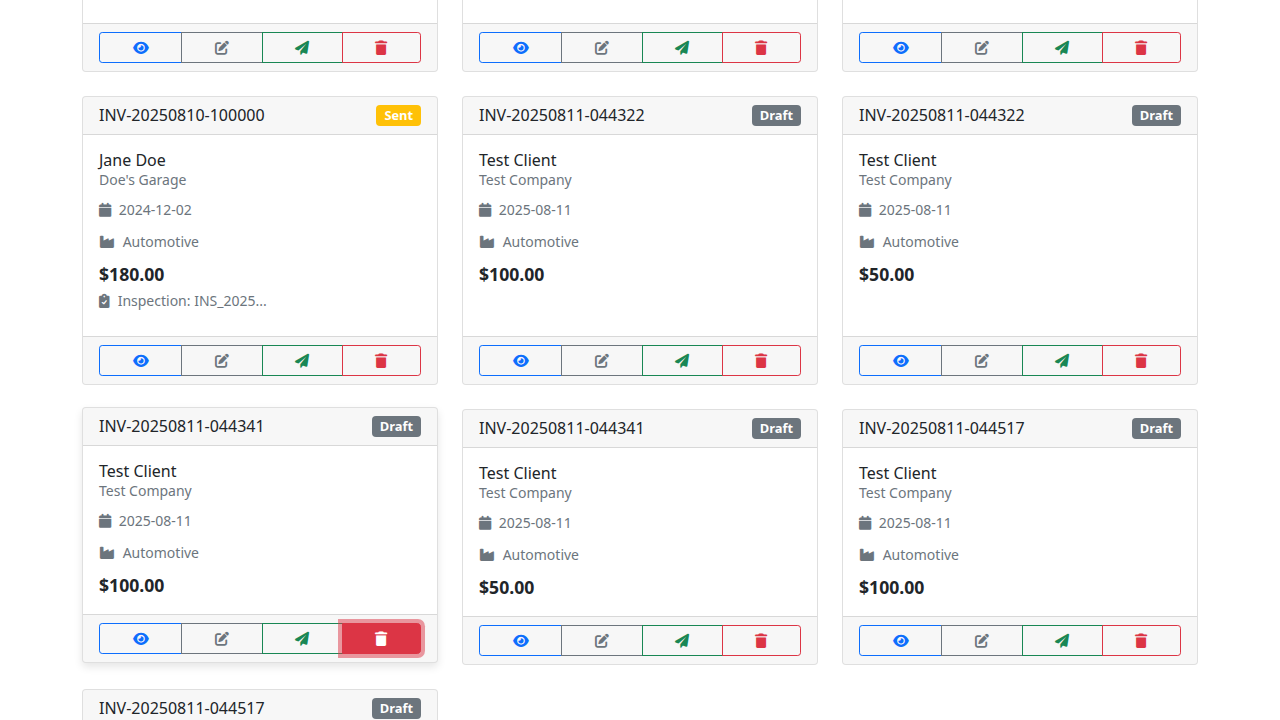 INV-20250810-100000 Sent
Jane Doe
Doe's Garage
2024-12-02
Automotive
$180.00
Inspection: INS_2025...
INV-20250811-044322 Draft
Test Client
Test Company
2025-08-11
Automotive
$100.00
INV-20250811-044322 Draft
Test Client
Test Company
2025-08-11
Automotive
$50.00
INV-20250811-044341 Draft
Test Client
Test Company
2025-08-11
Automotive
$100.00
INV-20250811-044341 Draft
Test Client
Test Company
2025-08-11
Automotive
$50.00
INV-20250811-044517 Draft
Test Client
Test Company
2025-08-11
Automotive
$100.00
INV-20250811-044517 Draft